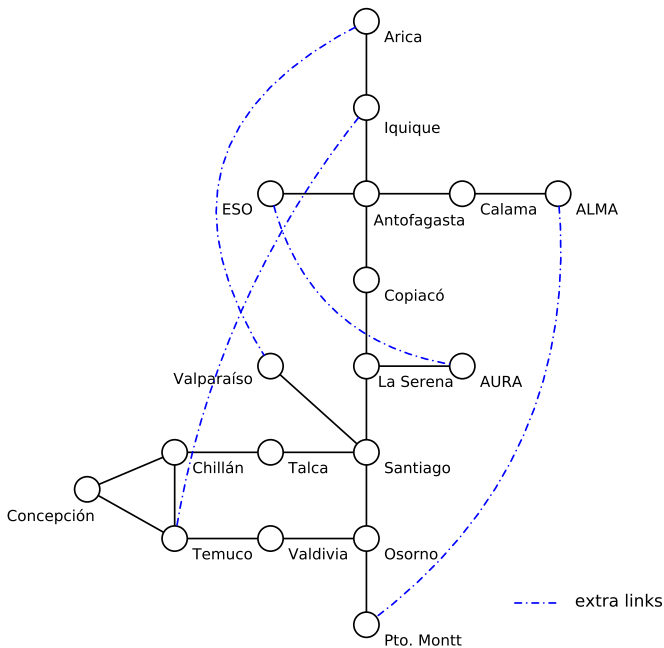 Arica
Iquique
ESO
Antofagasta
Calama
ALMA
Copiacó
Valparaíso
La Serena
AURA
Chillán
Talca
Santiago
Concepción
Temuco
Valdivia
Osorno
extra links
Pto. Montt